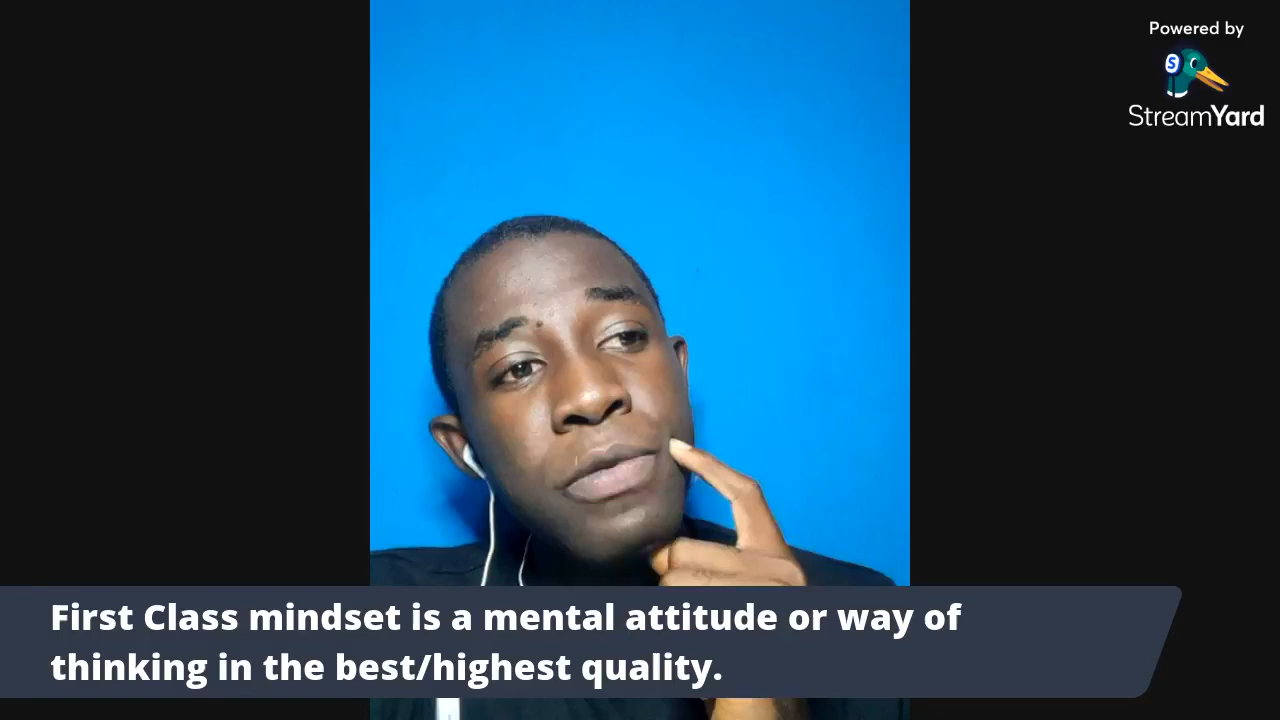 Powered by
S
StreamYard
First Class mindset is a mental attitude or way of
thinking in the best/highest quality.